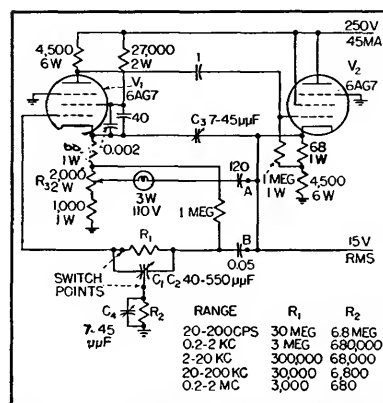 250V
45MA
4,500
6W
27,000
2W
1
V1
6AG7
V2
6AG7
40
C3 7-45μμF
0.002
68
1W
68
1W
2,000
R3 2W
120
A
3W
110V
1 MEG
1W
4,500
6W
1,000
1W
1 MEG
B
0.05
15V
RMS
R1
SWITCH
POINTS
C1 C2 40-550μμF
C4
7-45
μμF
R2
RANGE R1 R2
20-200CPS 30 MEG 6.8 MEG
0.2-2 KC 3 MEG 680,000
2-20 KC 300,000 68,000
20-200 KC 30,000 6,800
0.2-2 MC 3,000 680